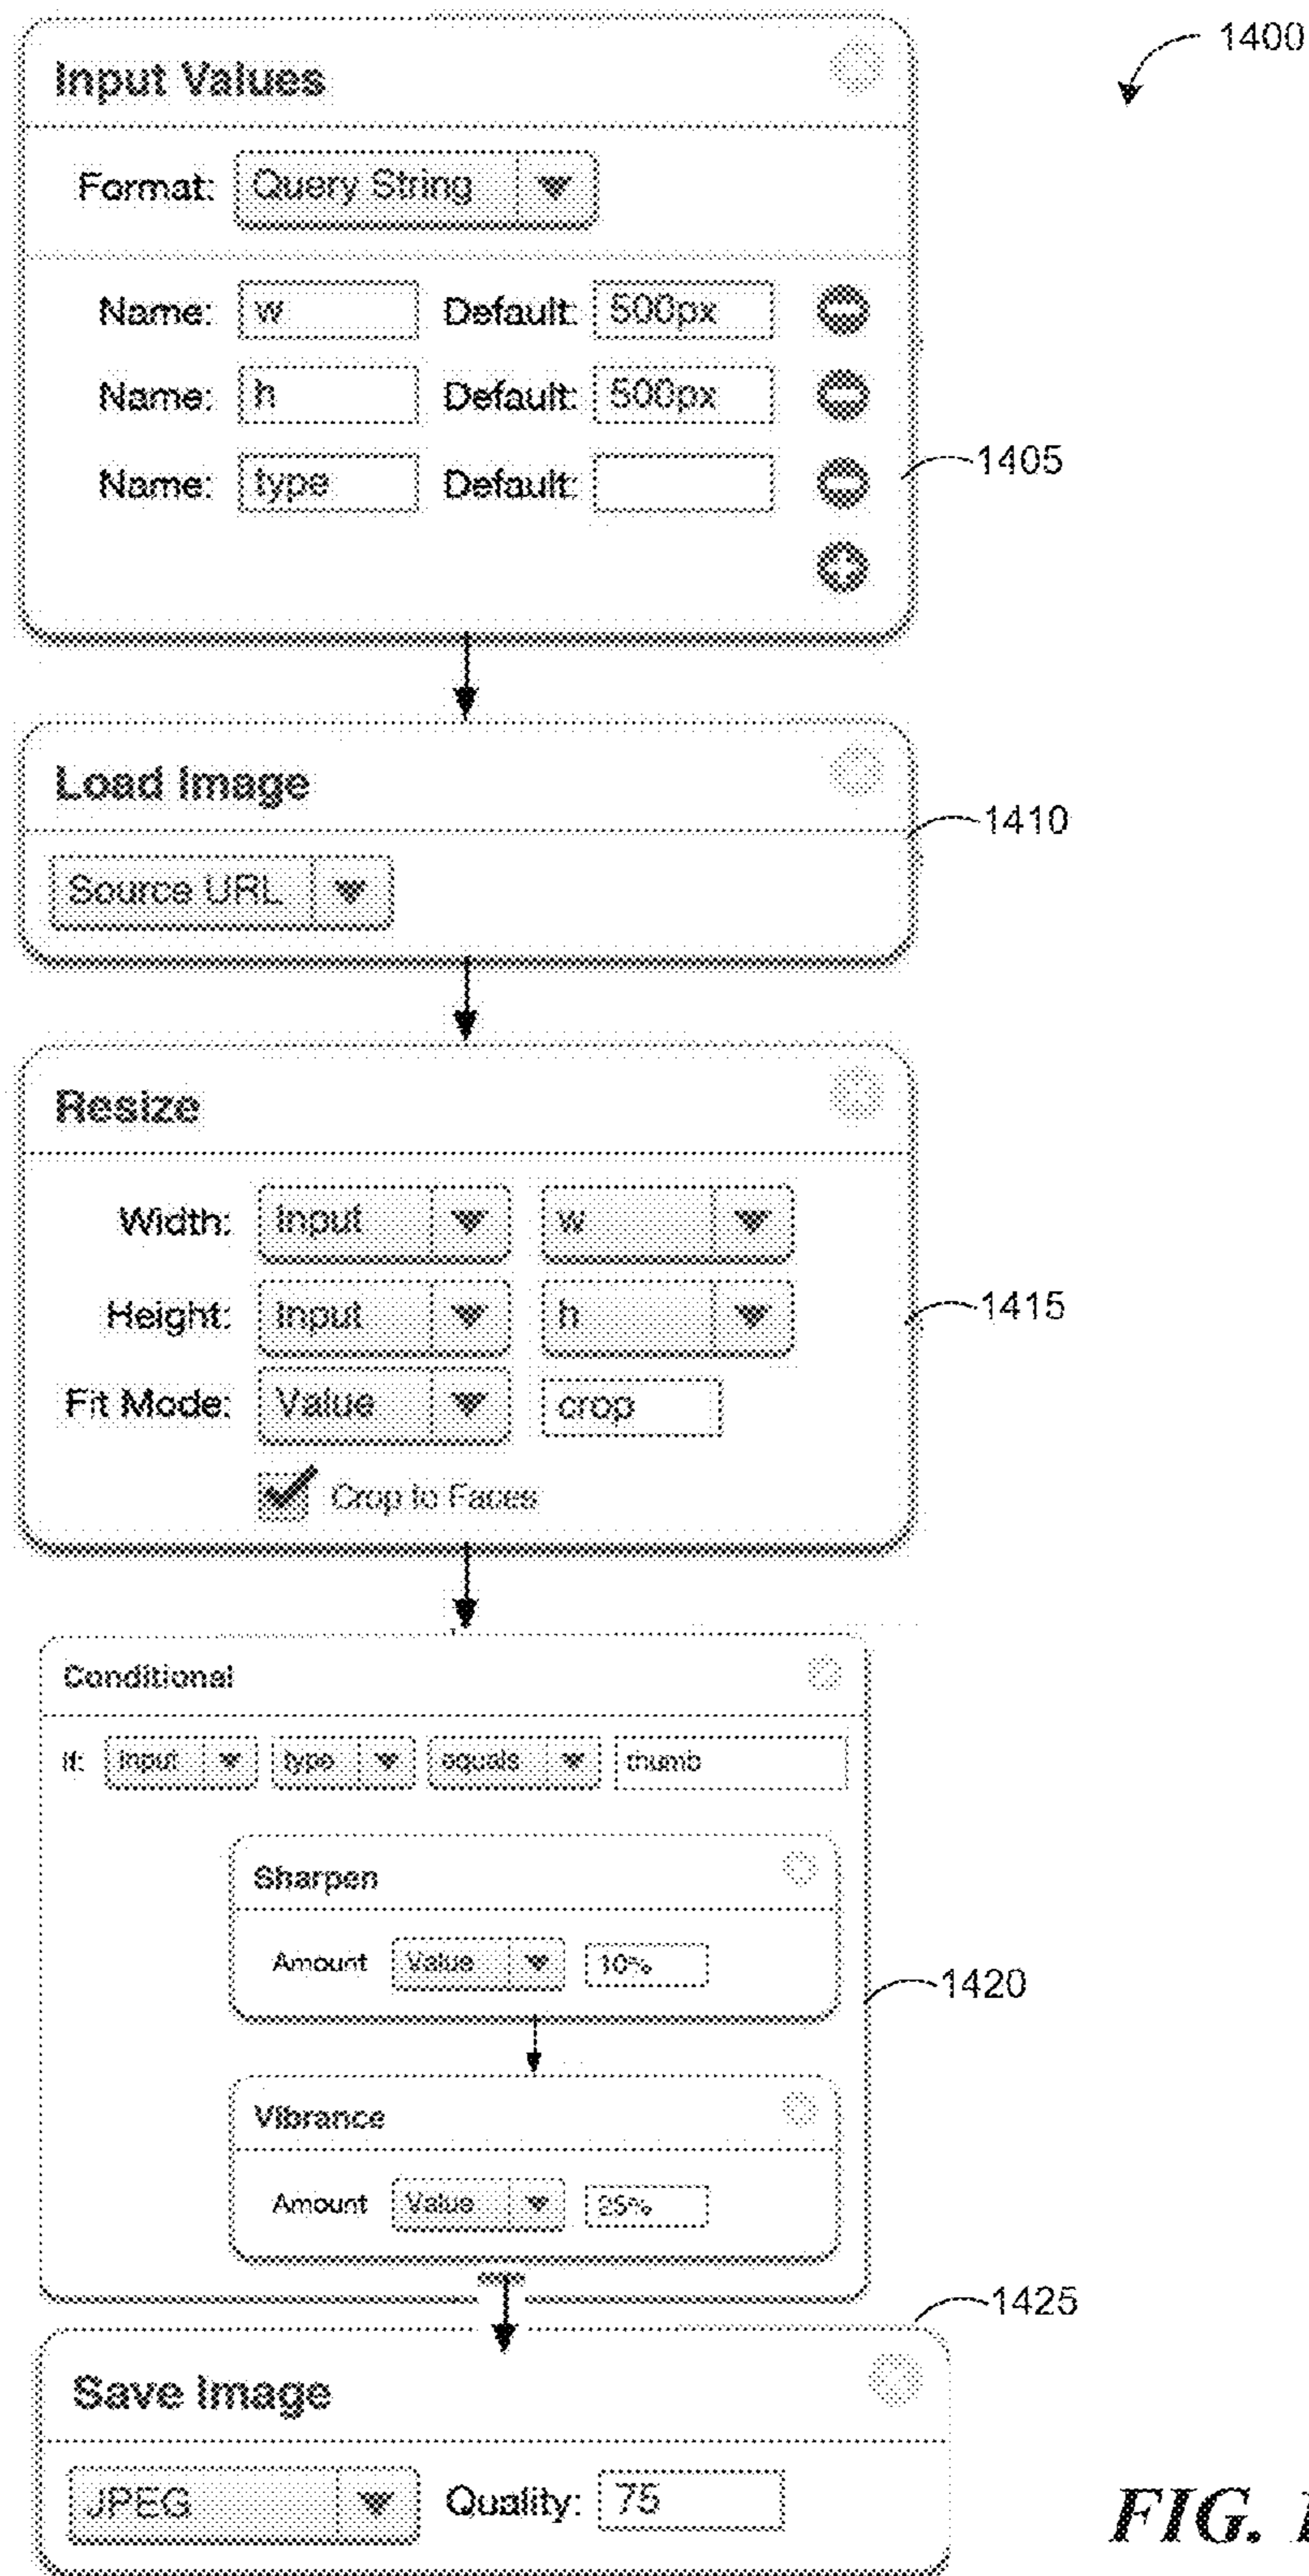 1400
Input Values
Format: Query String
Name: w Default: 500px
Name: h Default: 500px
Name: type Default:
1405
Load Image
1410
Source URL
Resize
Width: Input w
Height: Input h
1415
Fit Mode: Value crop
Crop to Faces
Conditional
If: Input type equals thumb
Sharpen
Amount Value 10%
1420
Vibrance
Amount Value 25%
1425
Save Image
JPEG Quality: 75
FIG.